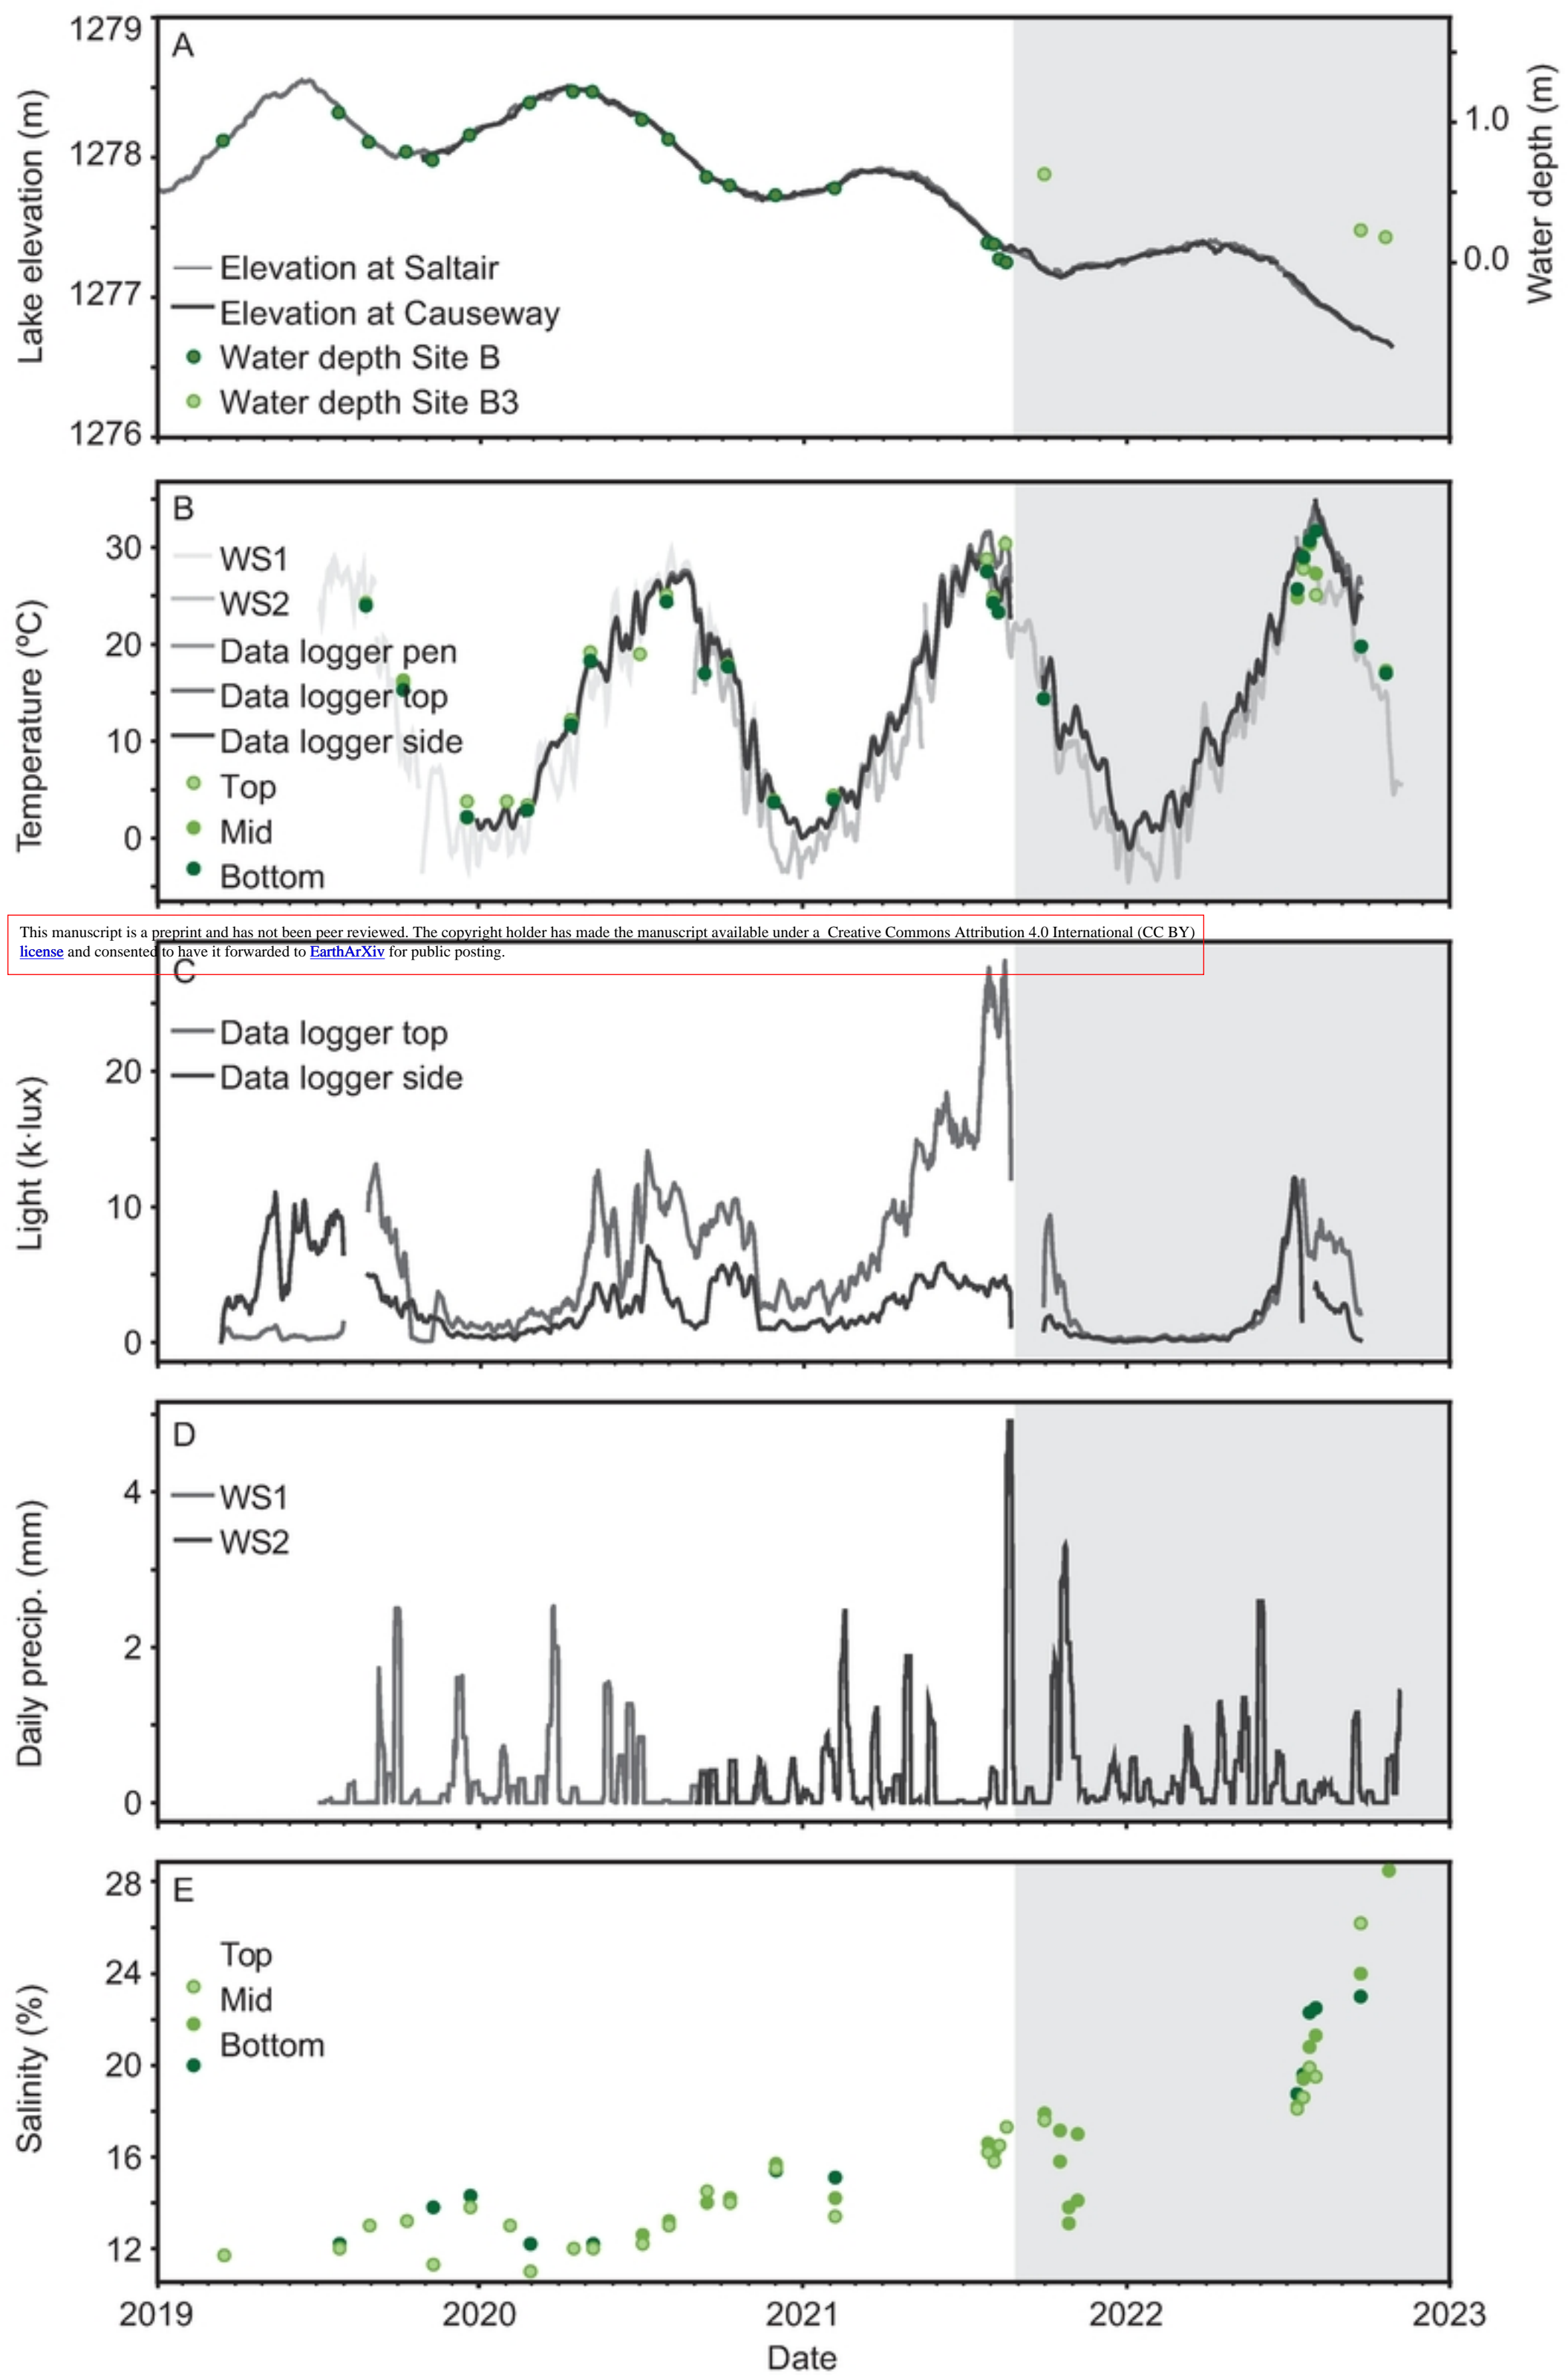 A
1279
1278
1277
1276
Lake elevation (m)
1.0
0.0
Water depth (m)
Elevation at Saltair
Elevation at Causeway
Water depth Site B
Water depth Site B3
B
30
20
10
0
Temperature (ºC)
WS1
WS2
Data logger pen
Data logger top
Data logger side
Top
Mid
Bottom
This manuscript is a preprint and has not been peer reviewed. The copyright holder has made the manuscript available under a Creative Commons Attribution 4.0 International (CC BY)
license and consented to have it forwarded to EarthArXiv for public posting.
C
20
10
0
Light (k·lux)
Data logger top
Data logger side
D
4
2
0
Daily precip. (mm)
WS1
WS2
E
28
24
20
16
12
Salinity (%)
Top
Mid
Bottom
2019
2020
2021
2022
2023
Date